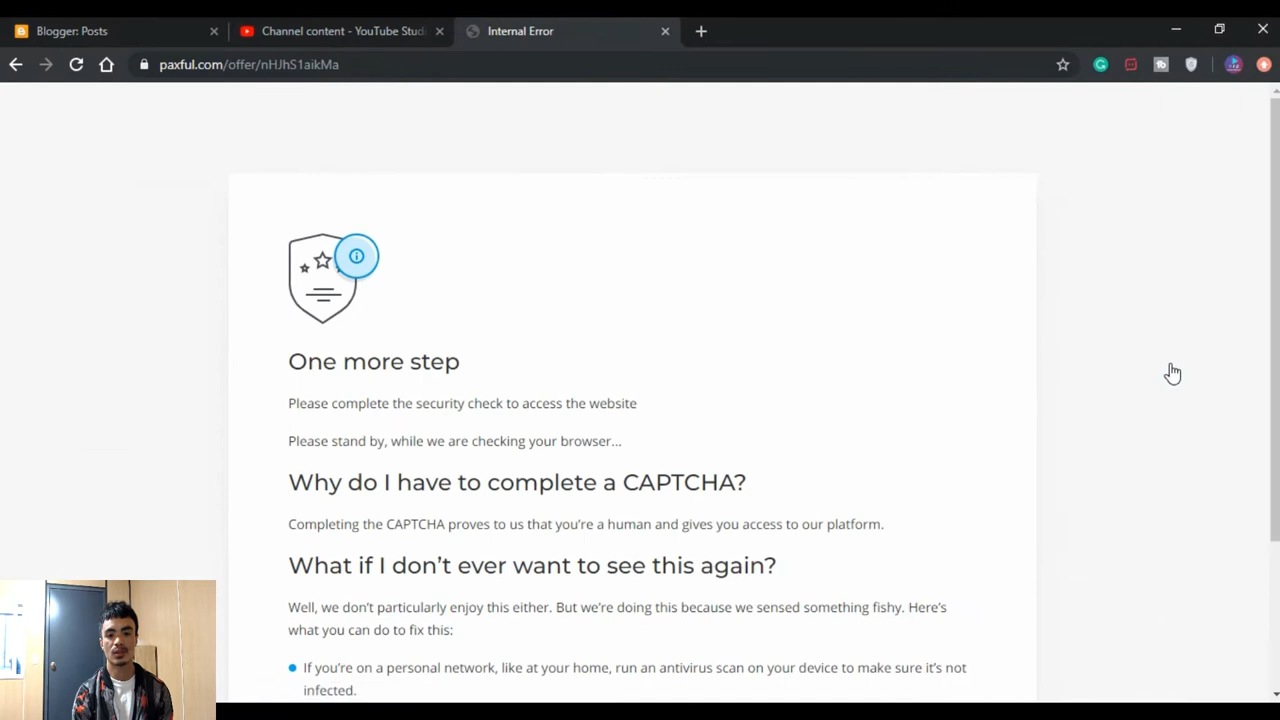 Blogger: Posts
Channel content - YouTube Stud
Internal Error
paxful.com/offer/nHJhS1aikMa
One more step
Please complete the security check to access the website
Please stand by, while we are checking your browser...
Why do I have to complete a CAPTCHA?
Completing the CAPTCHA proves to us that you're a human and gives you access to our platform.
What if I don't ever want to see this again?
Well, we don't particularly enjoy this either. But we're doing this because we sensed something fishy. Here's
what you can do to fix this:
If you're on a personal network, like at your home, run an antivirus scan on your device to make sure it's not
infected.